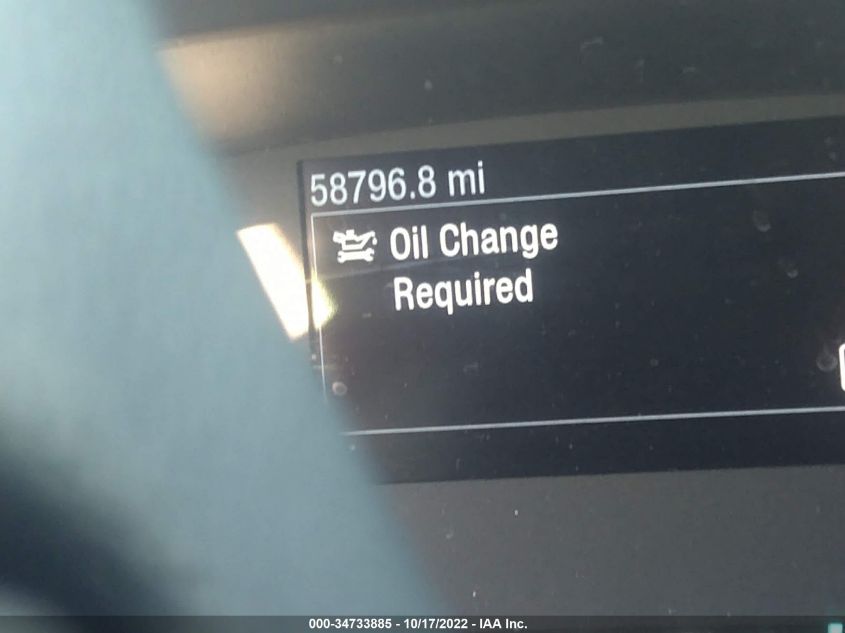 58796.8 mi
Oil Change
Required
000-34733885 - 10/17/2022 - IAA Inc.